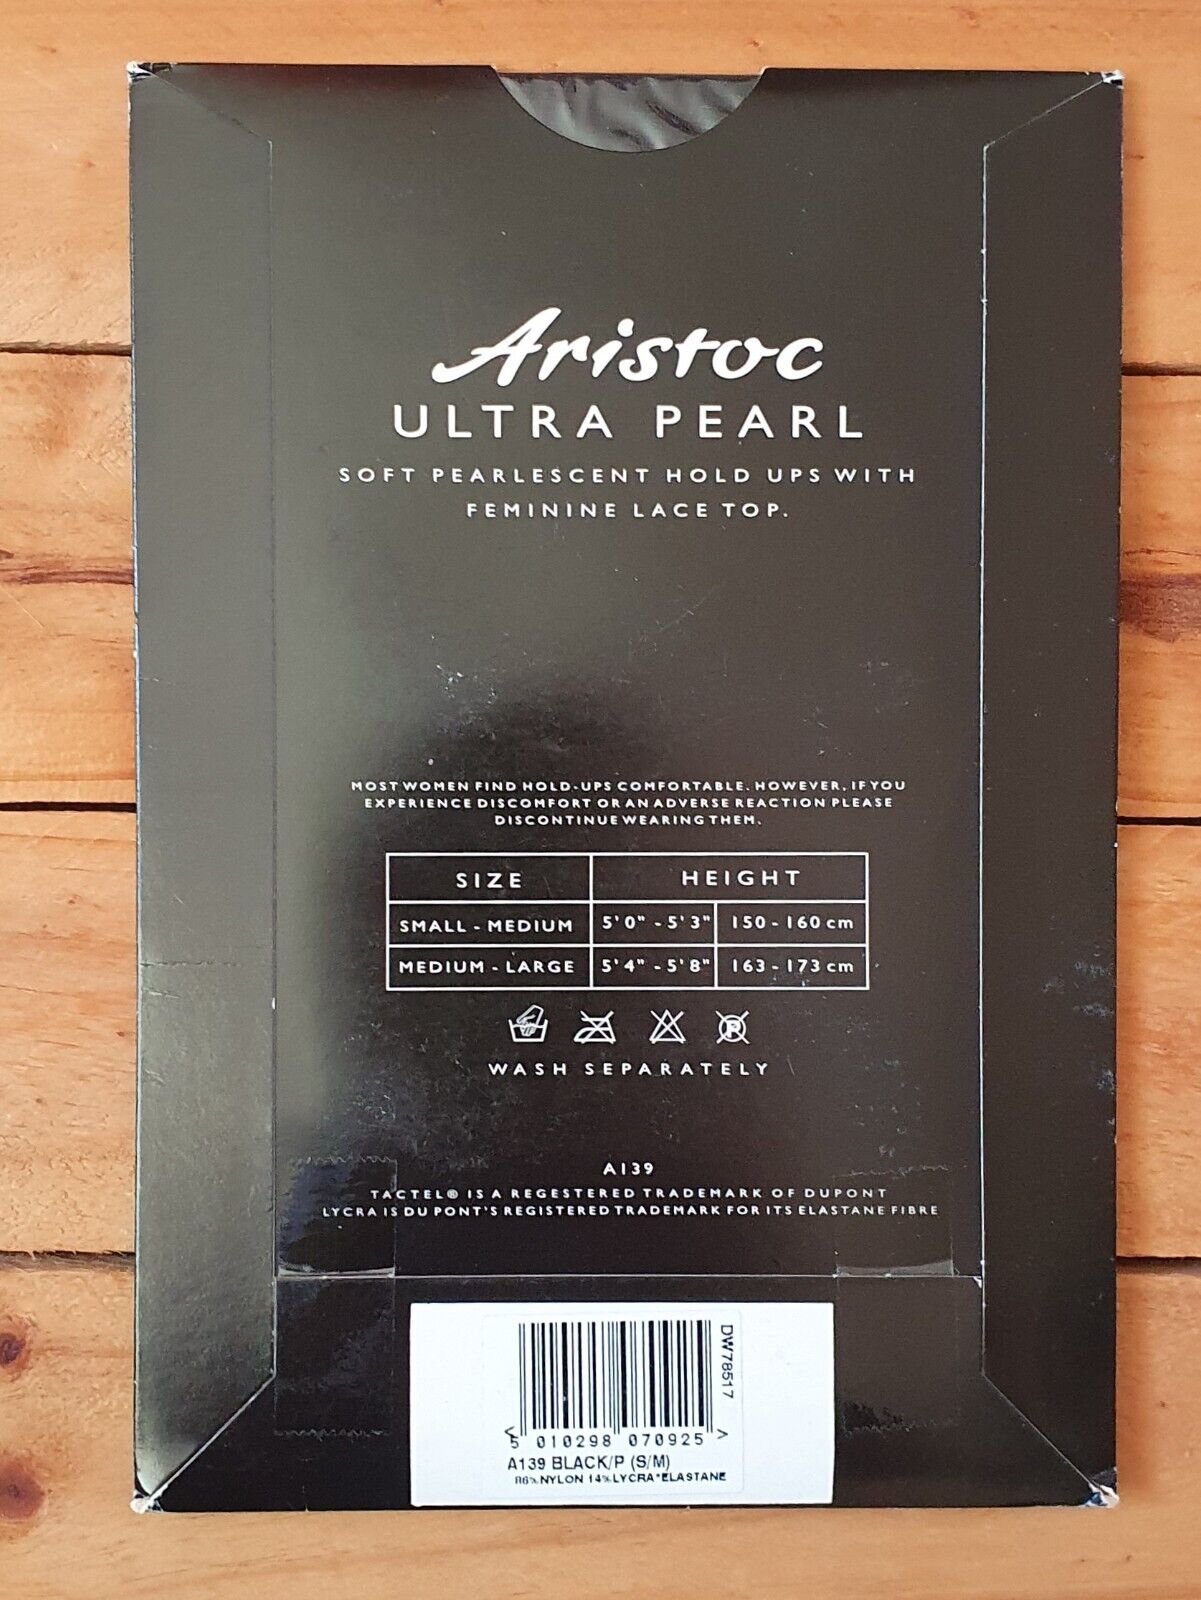 Aristoc
ULTRA PEARL
SOFT PEARLESCENT HOLD UPS WITH
FEMININE LACE TOP.
MOST WOMEN FIND HOLD-UPS COMFORTABLE. HOWEVER, IF YOU
EXPERIENCE DISCOMFORT OR AN ADVERSE REACTION PLEASE
DISCONTINUE WEARING THEM.
SIZE HEIGHT
SMALL - MEDIUM 5'0" - 5'3" 150 - 160 cm
MEDIUM - LARGE 5'4" - 5'8" 163 - 173 cm
P
WASH SEPARATELY
A139
TACTEL® IS A REGESTERED TRADEMARK OF DUPONT
LYCRA IS DU PONT'S REGISTERED TRADEMARK FOR ITS ELASTANE FIBRE
DW78517
5 010298 070925 >
A139 BLACK/P (S/M)
86% NYLON 14% LYCRA*ELASTANE